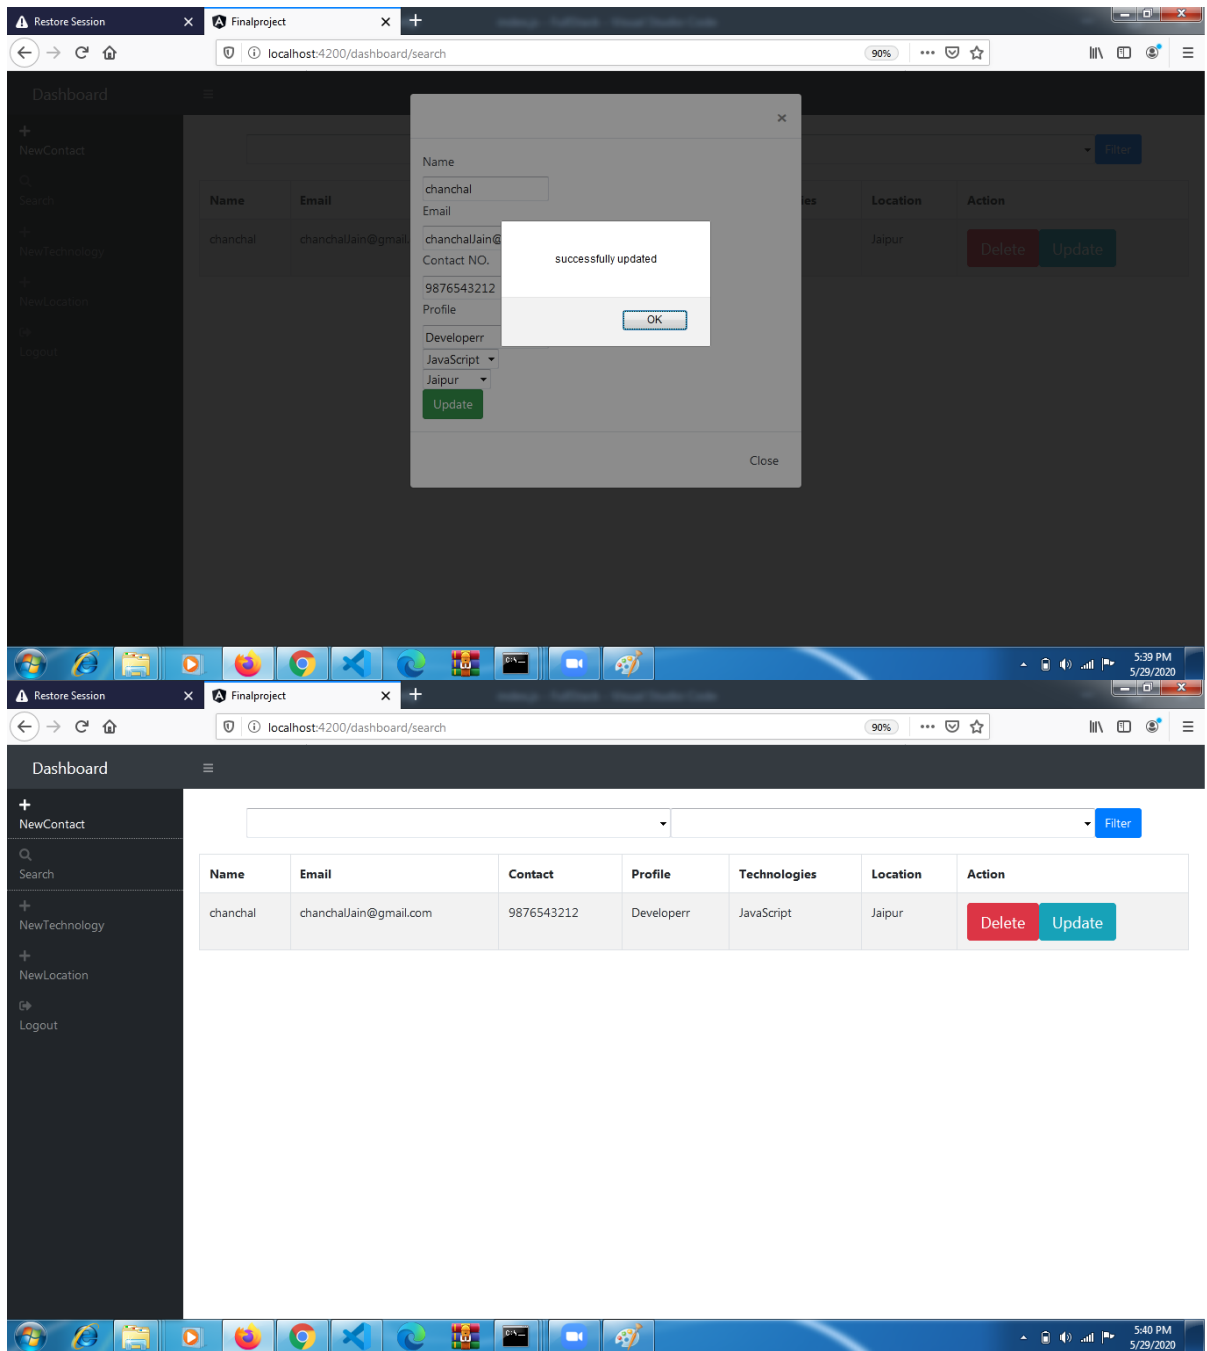 Restore Session
Finalproject
localhost:4200/dashboard/search
90%
Dashboard
NewContact
Filter
Search
Name Email Location Action
chanchal chanchalJain@gmail. Jaipur Delete Update
NewTechnology
NewLocation
Logout
×
Name
chanchal
Email
chanchalJain@g
Contact NO.
9876543212
Profile
Developerr
JavaScript
Jaipur
Update
Close
successfully updated
OK
5:39 PM
5/29/2020
Restore Session
Finalproject
localhost:4200/dashboard/search
90%
Dashboard
NewContact
Filter
Search
Name Email Contact Profile Technologies Location Action
chanchal chanchalJain@gmail.com 9876543212 Developerr JavaScript Jaipur Delete Update
NewTechnology
NewLocation
Logout
5:40 PM
5/29/2020